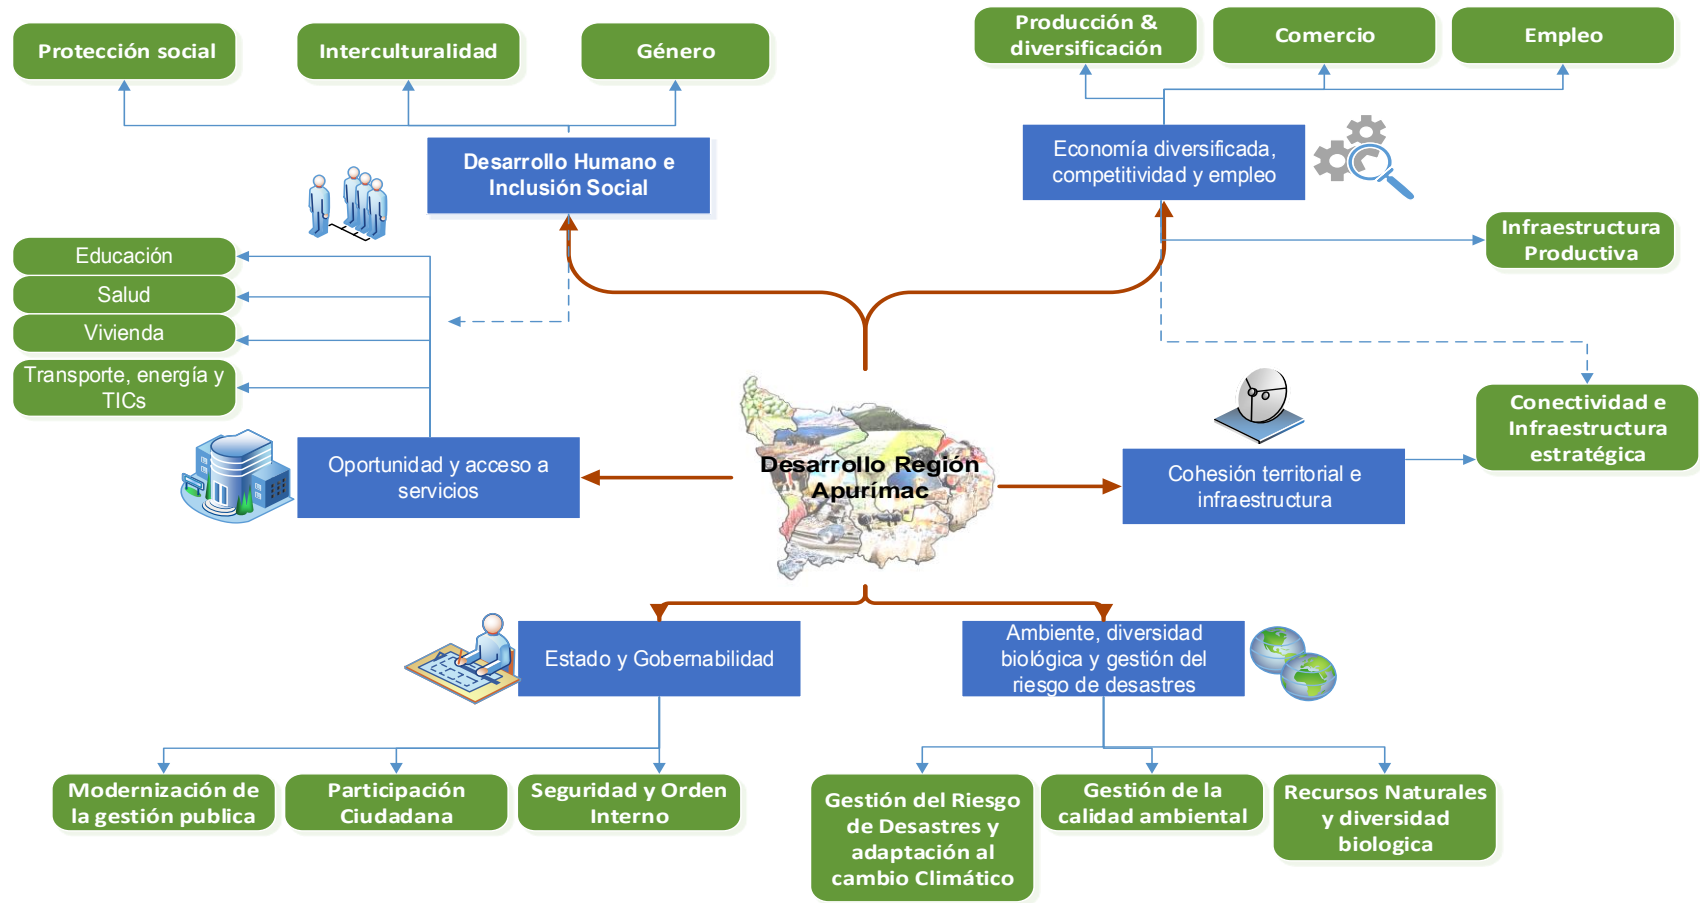 Protección social
Interculturalidad
Género
Producción &
diversificación
Comercio
Empleo
Desarrollo Humano e
Inclusión Social
Economía diversificada,
competitividad y empleo
Infraestructura
Productiva
Educación
Salud
Vivienda
Transporte, energía y
TICs
Conectividad e
Infraestructura
estratégica
Oportunidad y acceso a
servicios
Desarrollo Región
Apurímac
Cohesión territorial e
infraestructura
Estado y Gobernabilidad
Ambiente, diversidad
biológica y gestión del
riesgo de desastres
Modernización de
la gestión publica
Participación
Ciudadana
Seguridad y Orden
Interno
Gestión del Riesgo
de Desastres y
adaptación al
cambio Climático
Gestión de la
calidad ambiental
Recursos Naturales
y diversidad
biologica